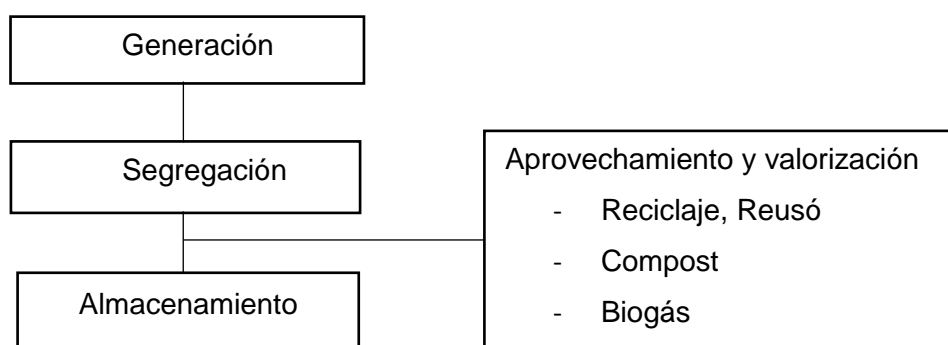 Generación
Segregación
Almacenamiento
Aprovechamiento y valorización
- Reciclaje, Reusó
- Compost
- Biogás